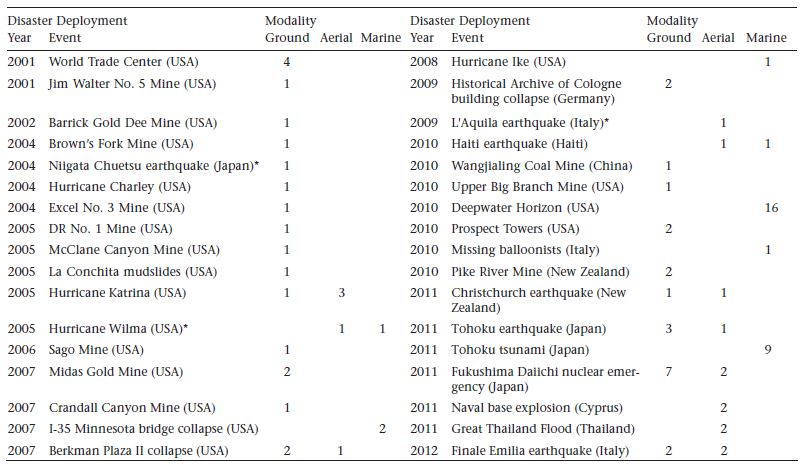 Disaster Deployment Modality Disaster Deployment Modality
Year Event Ground Aerial Marine Year Event Ground Aerial Marine
2001 World Trade Center (USA) 4 2008 Hurricane Ike (USA) 1
2001 Jim Walter No. 5 Mine (USA) 1 2009 Historical Archive of Cologne 2
building collapse (Germany)
2002 Barrick Gold Dee Mine (USA) 1 2009 L'Aquila earthquake (Italy)* 1
2004 Brown's Fork Mine (USA) 1 2010 Haiti earthquake (Haiti) 1 1
2004 Niigata Chuetsu earthquake (Japan)* 1 2010 Wangjialing Coal Mine (China) 1
2004 Hurricane Charley (USA) 1 2010 Upper Big Branch Mine (USA) 1
2004 Excel No. 3 Mine (USA) 1 2010 Deepwater Horizon (USA) 16
2005 DR No. 1 Mine (USA) 1 2010 Prospect Towers (USA) 2
2005 McClane Canyon Mine (USA) 1 2010 Missing balloonists (Italy) 1
2005 La Conchita mudslides (USA) 1 2010 Pike River Mine (New Zealand) 2
2005 Hurricane Katrina (USA) 1 3 2011 Christchurch earthquake (New 1 1
Zealand)
2005 Hurricane Wilma (USA)* 1 1 2011 Tohoku earthquake (Japan) 3 1
2006 Sago Mine (USA) 1 2011 Tohoku tsunami (Japan) 9
2007 Midas Gold Mine (USA) 2 2011 Fukushima Daiichi nuclear emer- 7 2
gency (Japan)
2007 Crandall Canyon Mine (USA) 1 2011 Naval base explosion (Cyprus) 2
2007 I-35 Minnesota bridge collapse (USA) 2 2011 Great Thailand Flood (Thailand) 2
2007 Berkman Plaza II collapse (USA) 2 1 2012 Finale Emilia earthquake (Italy) 2 2